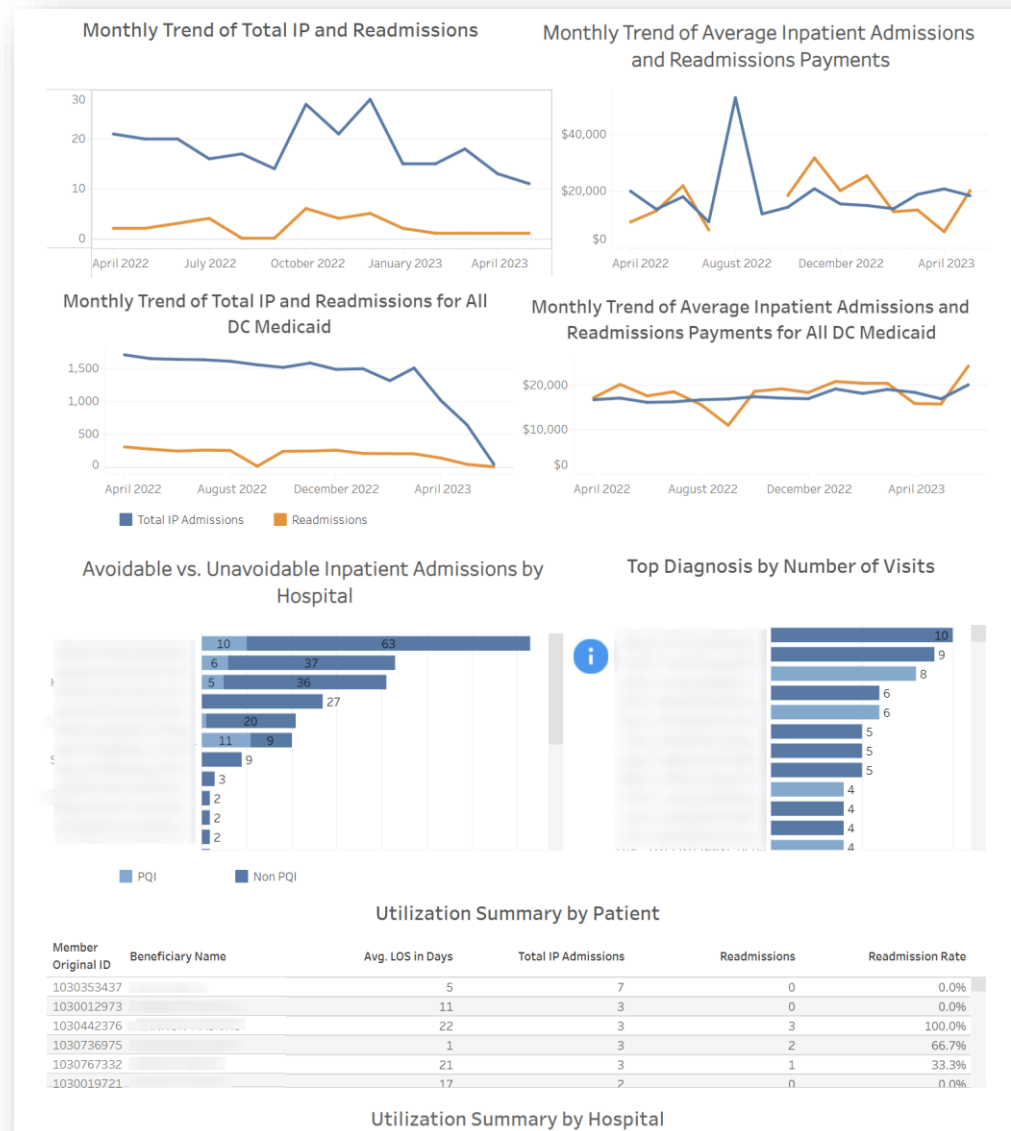 Monthly Trend of Total IP and Readmissions
30
20
10
0
April 2022 July 2022 October 2022 January 2023 April 2023
Monthly Trend of Average Inpatient Admissions
and Readmissions Payments
$40,000
$20,000
$0
April 2022 August 2022 December 2022 April 2023
Monthly Trend of Total IP and Readmissions for All
DC Medicaid
1,500
1,000
500
0
April 2022 August 2022 December 2022 April 2023
Total IP Admissions Readmissions
Monthly Trend of Average Inpatient Admissions and
Readmissions Payments for All DC Medicaid
$20,000
$10,000
$0
April 2022 August 2022 December 2022 April 2023
Avoidable vs. Unavoidable Inpatient Admissions by
Hospital
10 63
6 37
5 36
27
20
11 9
9
3
2
2
2
PQI Non PQI
i
Top Diagnosis by Number of Visits
10
9
8
6
6
5
5
5
4
4
4
4
Utilization Summary by Patient
Member
Original ID Beneficiary Name Avg. LOS in Days Total IP Admissions Readmissions Readmission Rate
1030353437 5 7 0 0.0%
1030012973 11 3 0 0.0%
1030442376 22 3 3 100.0%
1030736975 1 3 2 66.7%
1030767332 21 3 1 33.3%
1030019721 17 2 0 0.0%
Utilization Summary by Hospital